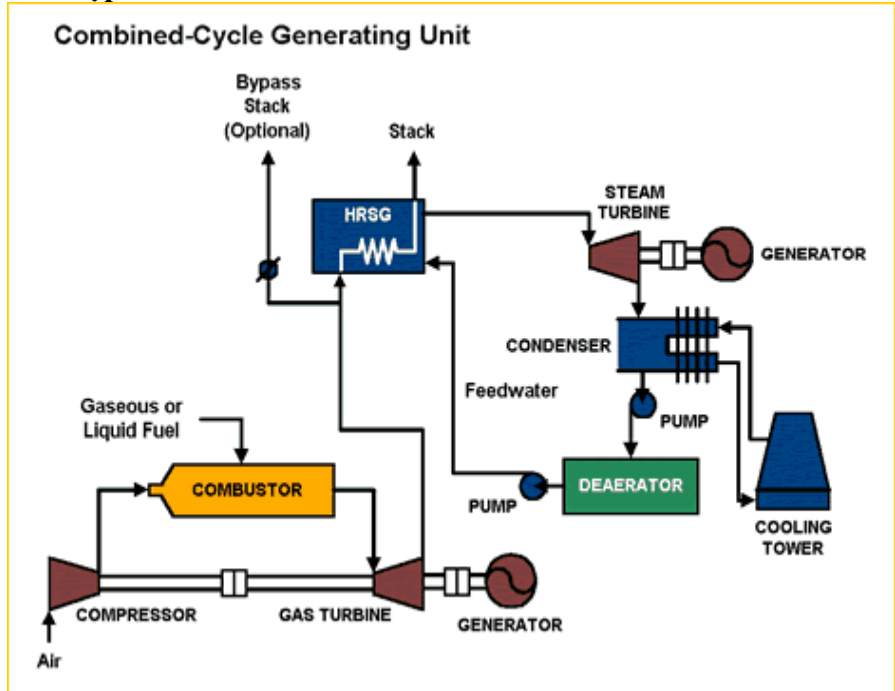 Combined-Cycle Generating Unit
Bypass
Stack
(Optional)
Stack
HRSG
STEAM
TURBINE
GENERATOR
CONDENSER
Feedwater
PUMP
Gaseous or
Liquid Fuel
COMBUSTOR
PUMP
DEAERATOR
COOLING
TOWER
COMPRESSOR
GAS TURBINE
GENERATOR
Air